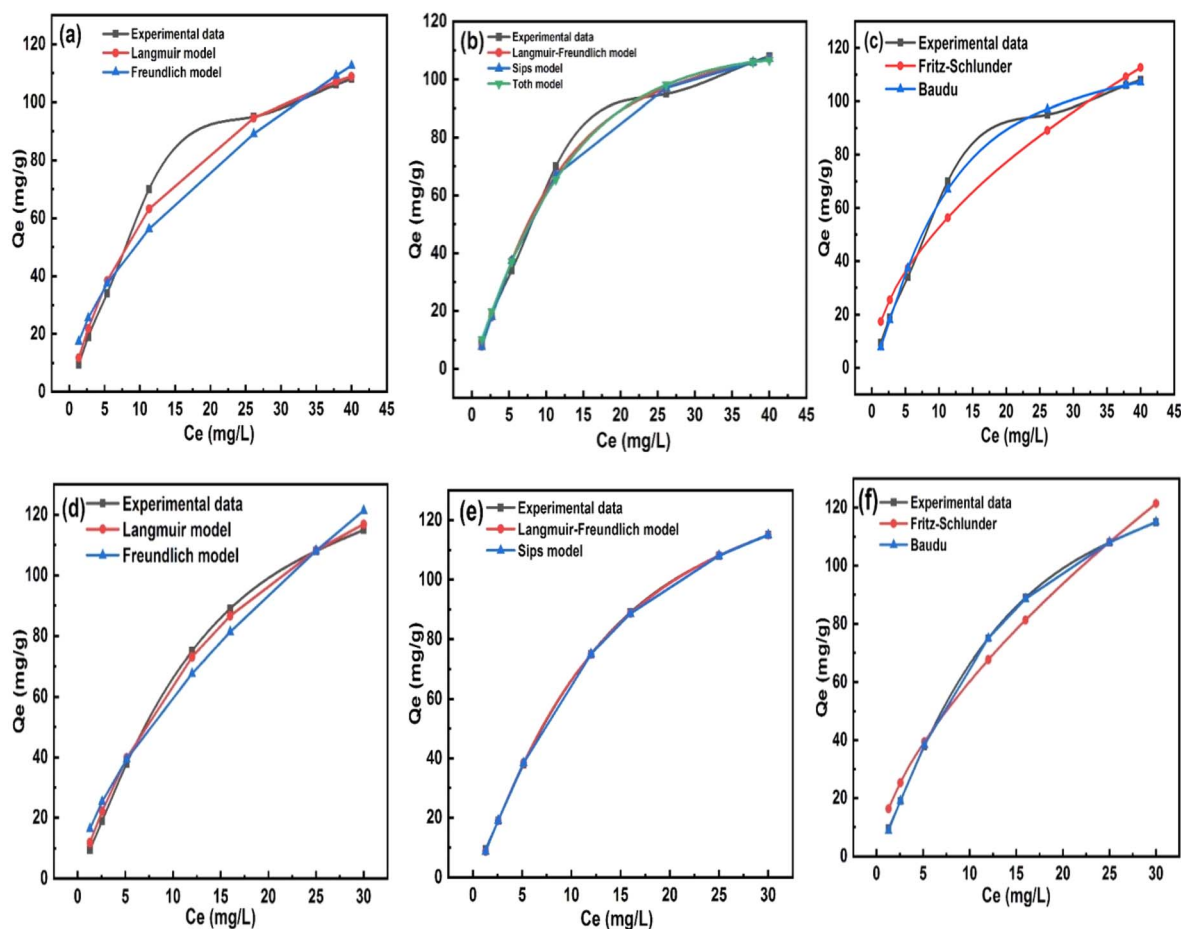 (a)
Experimental data
Langmuir model
Freundlich model
120
100
80
60
40
20
0
Qe (mg/g)
0 5 10 15 20 25 30 35 40 45
Ce (mg/L)
(b)
Experimental data
Langmuir-Freundlich model
Sips model
Toth model
120
100
80
60
40
20
0
Qe (mg/g)
0 5 10 15 20 25 30 35 40 45
Ce (mg/L)
(c)
Experimental data
Fritz-Schlunder
Baudu
120
100
80
60
40
20
0
Qe (mg/g)
0 5 10 15 20 25 30 35 40 45
Ce (mg/L)
(d)
Experimental data
Langmuir model
Freundlich model
120
100
80
60
40
20
0
Qe (mg/g)
0 5 10 15 20 25 30
Ce (mg/L)
(e)
Experimental data
Langmuir-Freundlich model
Sips model
120
100
80
60
40
20
0
Qe (mg/g)
0 5 10 15 20 25 30
Ce (mg/L)
(f)
Experimental data
Fritz-Schlunder
Baudu
120
100
80
60
40
20
0
Qe (mg/g)
0 5 10 15 20 25 30
Ce (mg/L)